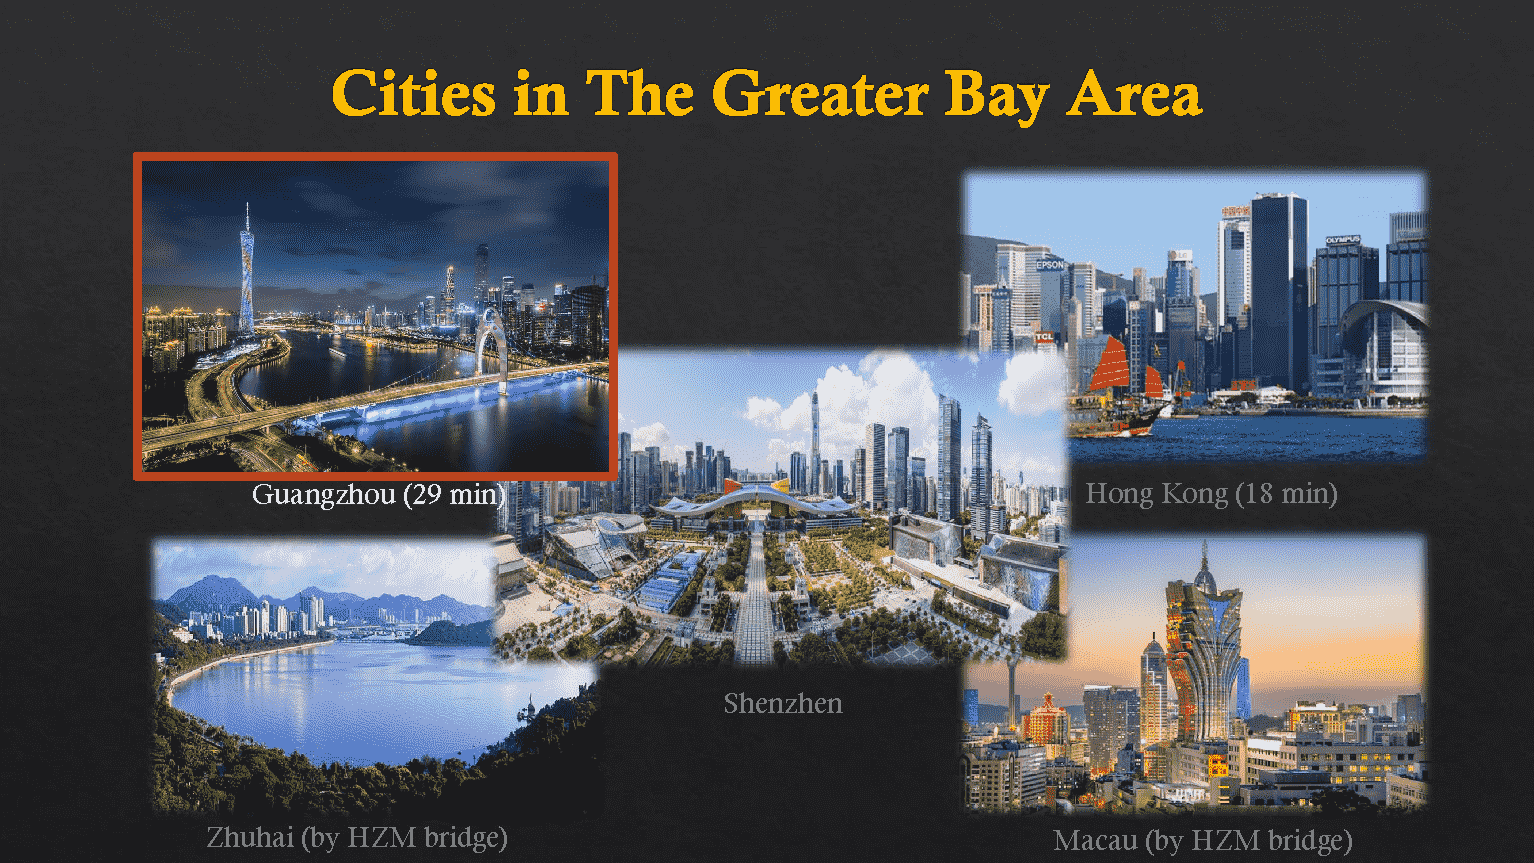 Cities in The Greater Bay Area
EPSON
LG
OLYMPUS
TCL
Guangzhou (29 min)
Hong Kong (18 min)
Shenzhen
Zhuhai (by HZM bridge)
Macau (by HZM bridge)